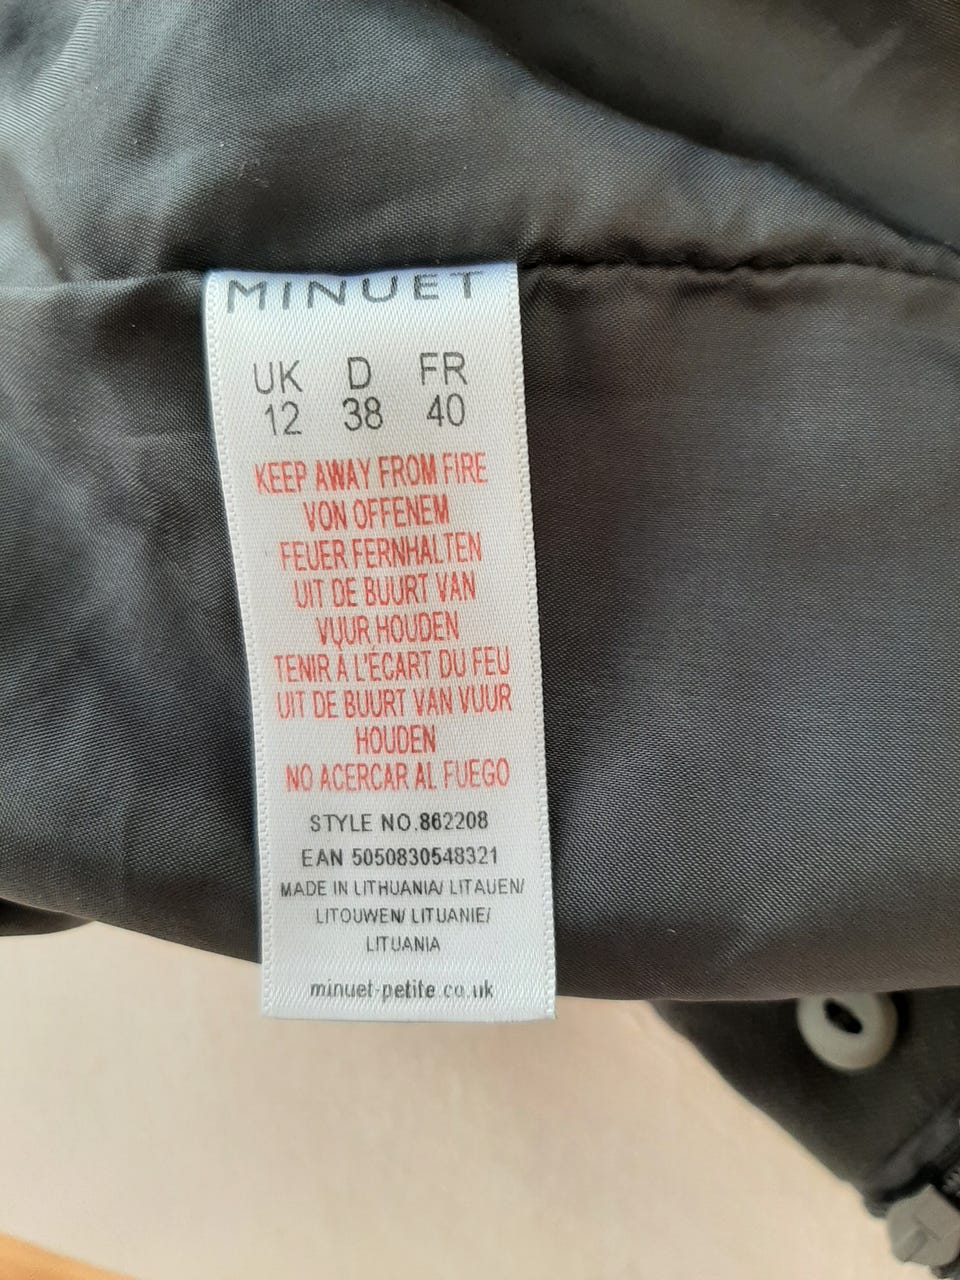 MINUET
UK D FR
12 38 40
KEEP AWAY FROM FIRE
VON OFFENEM
FEUER FERNHALTEN
UIT DE BUURT VAN
VUUR HOUDEN
TENIR À L'ÉCART DU FEU
UIT DE BUURT VAN VUUR
HOUDEN
NO ACERCAR AL FUEGO
STYLE NO.862208
EAN 5050830548321
MADE IN LITHUANIA/ LITAUEN/
LITOUWEN/ LITUANIE/
LITUANIA
minuet-petite.co.uk